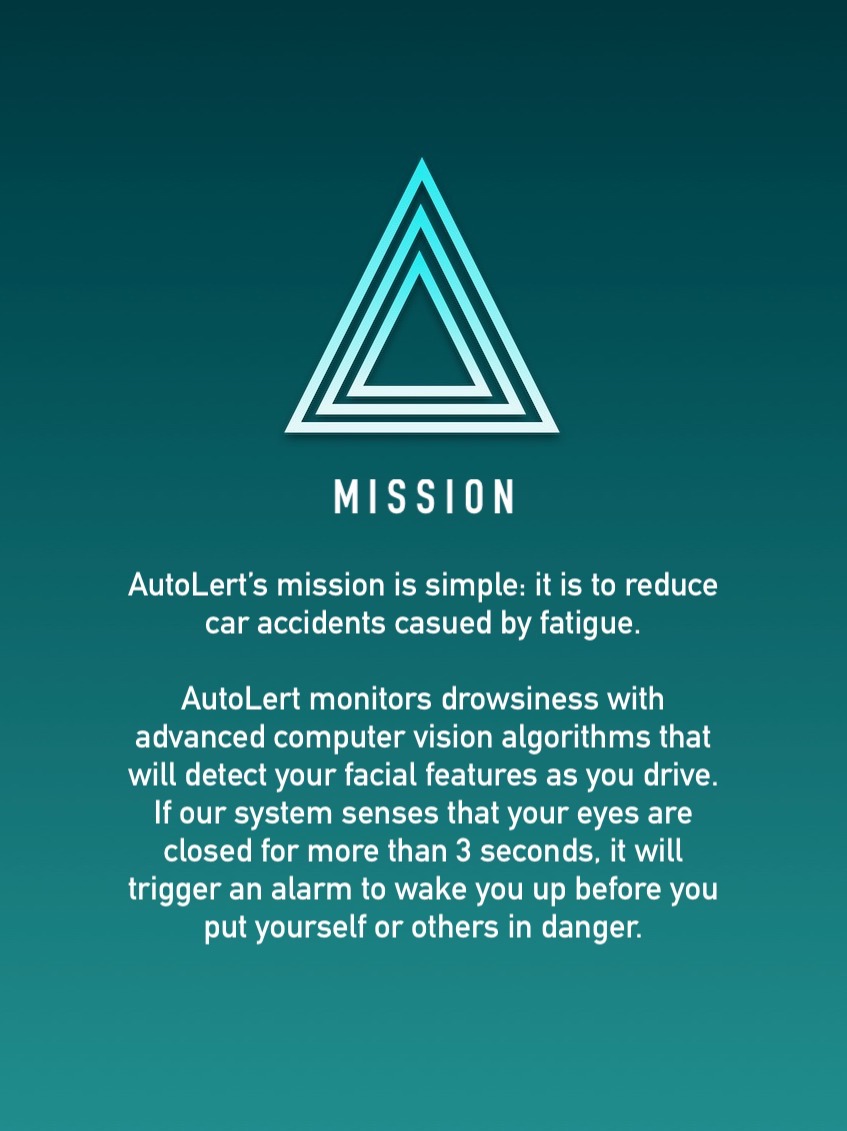 MISSION
AutoLert’s mission is simple: it is to reduce
car accidents casued by fatigue.
AutoLert monitors drowsiness with
advanced computer vision algorithms that
will detect your facial features as you drive.
If our system senses that your eyes are
closed for more than 3 seconds, it will
trigger an alarm to wake you up before you
put yourself or others in danger.